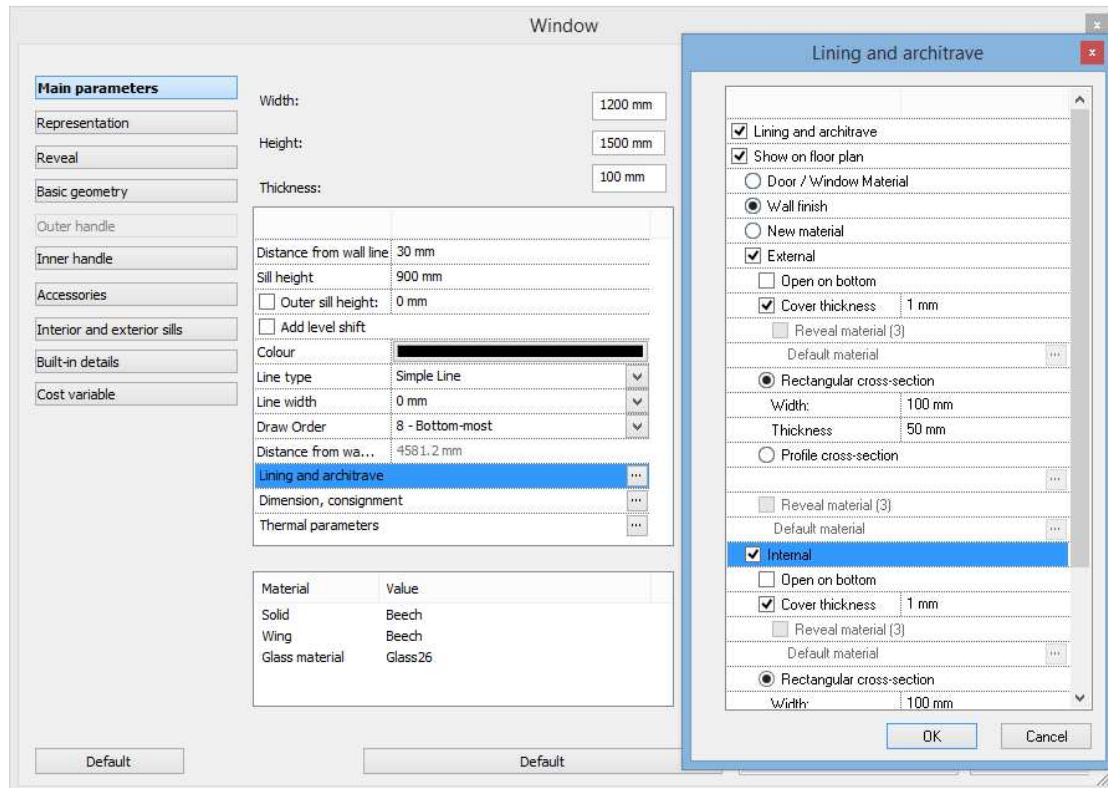 Window
x
Main parameters
Representation
Reveal
Basic geometry
Outer handle
Inner handle
Accessories
Interior and exterior sills
Built-in details
Cost variable
Width: 1200 mm
Height: 1500 mm
Thickness: 100 mm
Distance from wall line 30 mm
Sill height 900 mm
Outer sill height: 0 mm
Add level shift
Colour
Line type Simple Line
Line width 0 mm
Draw Order 8 - Bottom-most
Distance from wa... 4581.2 mm
Lining and architrave ...
Dimension, consignment ...
Thermal parameters ...
Material Value
Solid Beech
Wing Beech
Glass material Glass26
Default
Default
Lining and architrave
x
Lining and architrave
Show on floor plan
Door / Window Material
Wall finish
New material
External
Open on bottom
Cover thickness 1 mm
Reveal material (3)
Default material ...
Rectangular cross-section
Width: 100 mm
Thickness 50 mm
Profile cross-section
...
Reveal material (3)
Default material ...
Internal
Open on bottom
Cover thickness 1 mm
Reveal material (3)
Default material ...
Rectangular cross-section
Width: 100 mm
OK Cancel